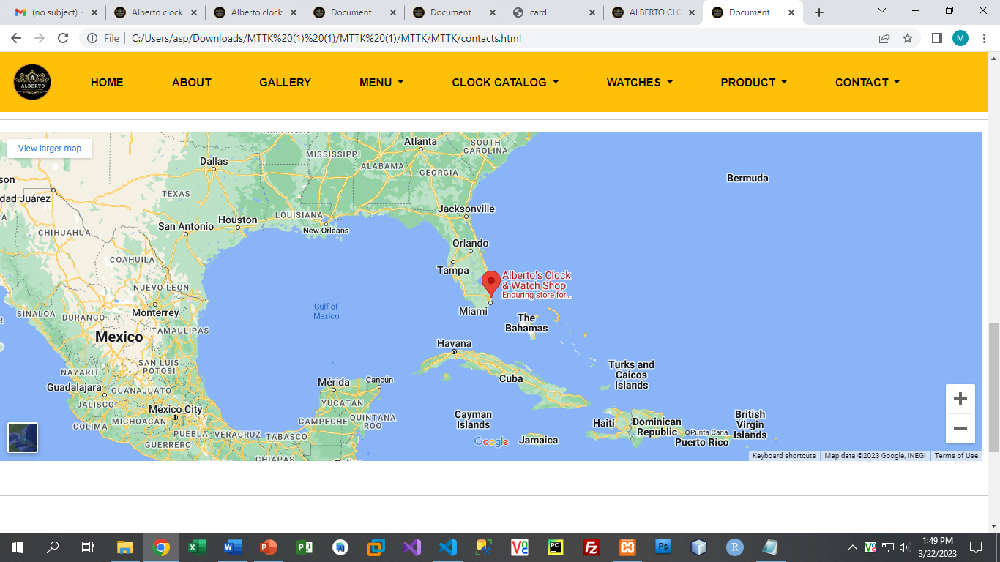 (no subject) -
Alberto clock
Alberto clock
Document
Document
card
ALBERTO CLO
Document
File
C:/Users/asp/Downloads/MTTK%20(1)%20(1)/MTTK%20(1)/MTTK/MTTK/contacts.html
M
A
ALBERTO
HOME
ABOUT
GALLERY
MENU
CLOCK CATALOG
WATCHES
PRODUCT
CONTACT
View larger map
ARKANSAS
Atlanta
SOUTH
CAROLINA
MISSISSIPPI
Dallas
ALABAMA
GEORGIA
Bermuda
son
TEXAS
dad Juárez
Jacksonville
LOUISIANA
Houston
San Antonio
New Orleans
CHIHUAHUA
Orlando
COAHUILA
Tampa
Alberto's Clock
& Watch Shop
Enduring store for...
NUEVO LEON
Gulf of
Mexico
Miami
SINALOA
DURANGO
Monterrey
The
Bahamas
TAMAULIPAS
Mexico
Havana
SAN LUIS
POTOSI
NAYARIT
Turks and
Caicos
Islands
Cuba
Guadalajara
GUANAJUATO
Mérida
Cancún
JALISCO
YUCATAN
Mexico City
COLIMA
MICHOACÁN
CAMPECHE
QUINTANA
ROO
Cayman
Islands
Haiti
Dominican
Republic
British
Virgin
Islands
PUEBLA
VERACRUZ
TABASCO
Punta Cana
GUERRERO
Google
Jamaica
Puerto Rico
CHIAPAS
Belize
Keyboard shortcuts
Map data ©2023 Google, INEGI
Terms of Use
1:49 PM
3/22/2023